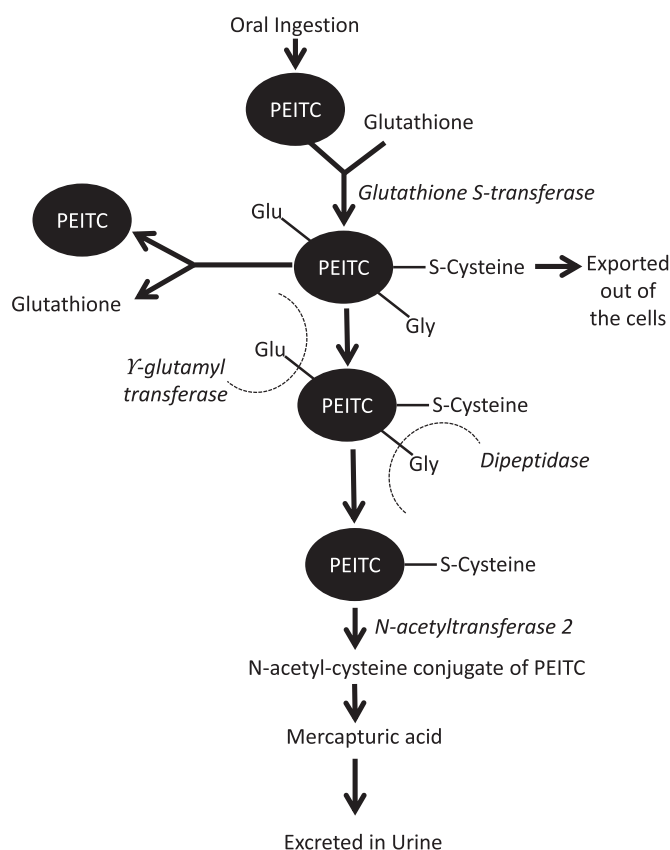 Oral Ingestion
PEITC
Glutathione
Glutathione S-transferase
PEITC
Glutathione
Glu
PEITC
S-Cysteine
Gly
Exported
out of
the cells
ϒ-glutamyl
transferase
Glu
PEITC
S-Cysteine
Gly
Dipeptidase
PEITC
S-Cysteine
N-acetyltransferase 2
N-acetyl-cysteine conjugate of PEITC
Mercapturic acid
Excreted in Urine